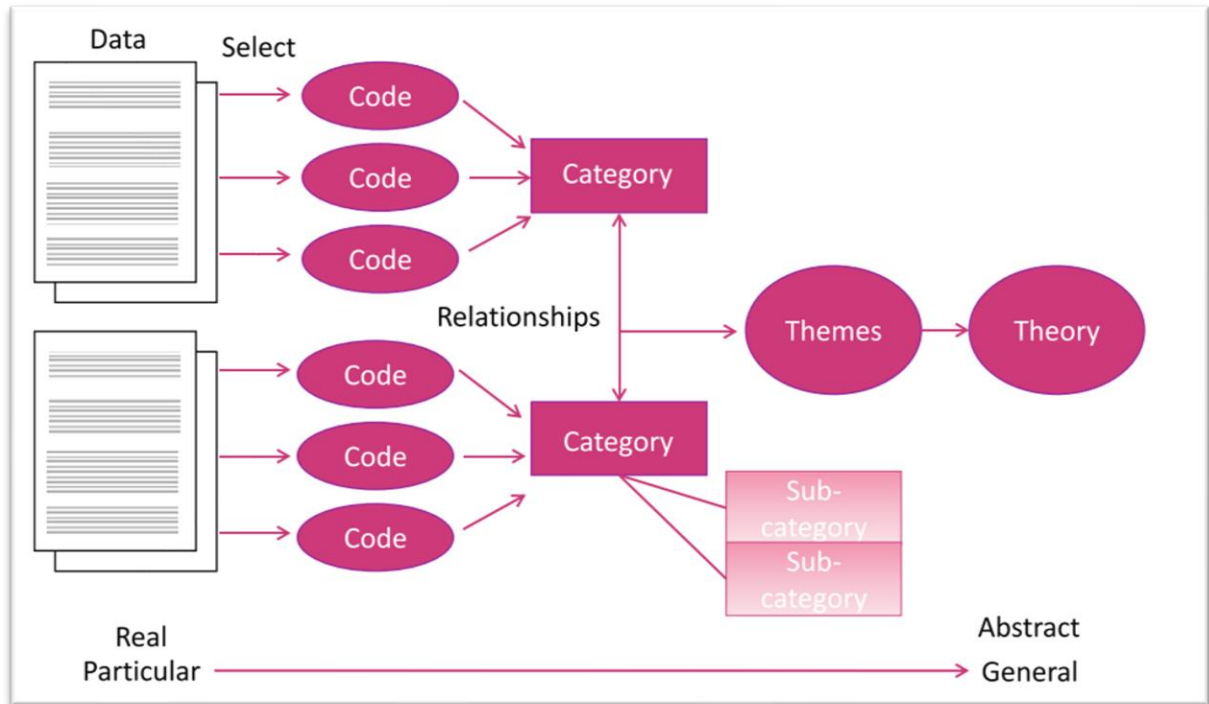 Data
Select
Code
Code
Code
Category
Relationships
Themes
Theory
Code
Code
Code
Category
Sub-
category
Sub-
category
Real
Particular
Abstract
General